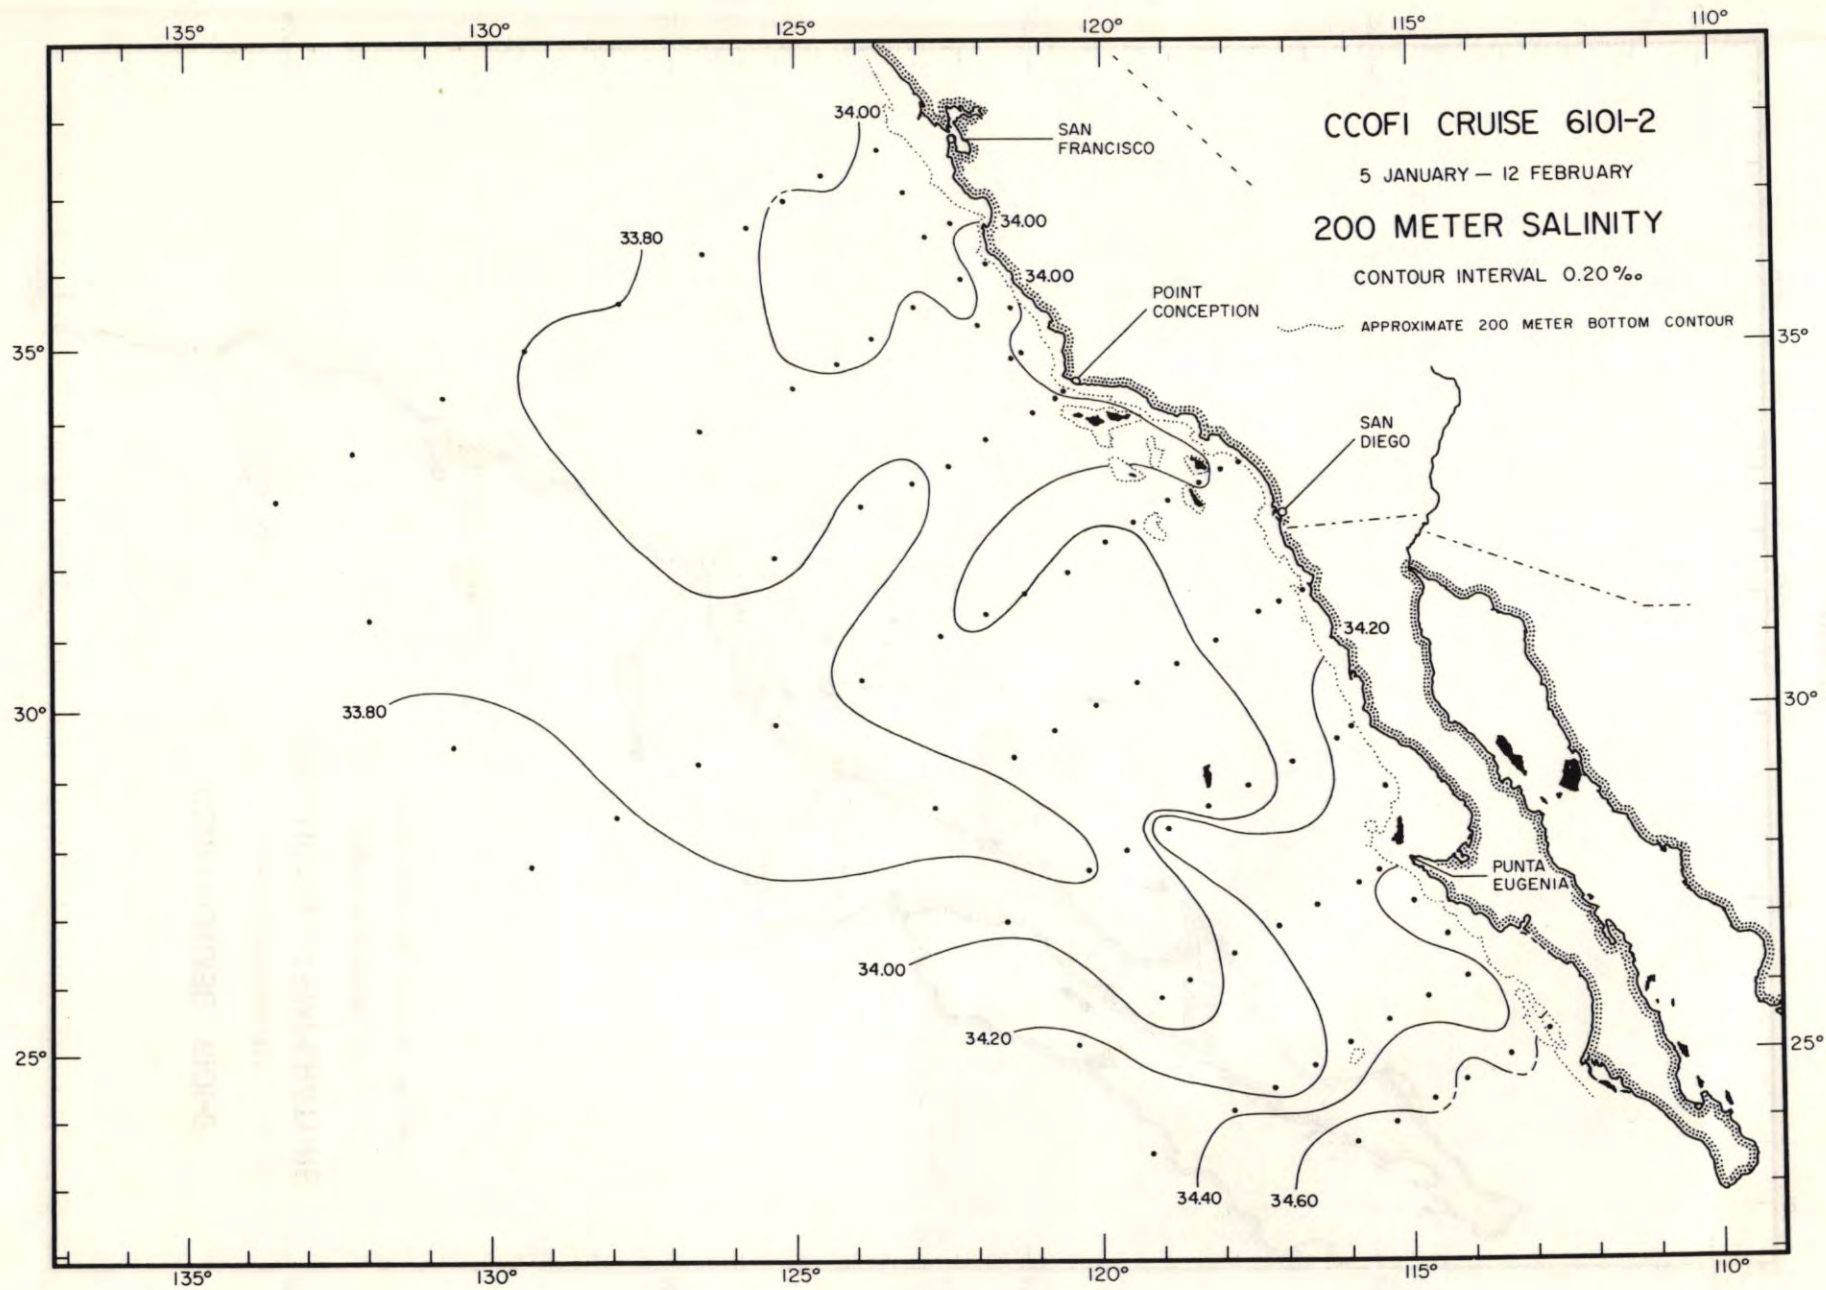 135° 130° 125° 120° 115° 110°
CCOFI CRUISE 6101-2
5 JANUARY — 12 FEBRUARY
200 METER SALINITY
CONTOUR INTERVAL 0.20 ‰
APPROXIMATE 200 METER BOTTOM CONTOUR
34.00
SAN
FRANCISCO
34.00
33.80
34.00
POINT
CONCEPTION
35° 35°
SAN
DIEGO
34.20
30° 30°
33.80
PUNTA
EUGENIA
34.00
34.20
25° 25°
34.40 34.60
135° 130° 125° 120° 115° 110°